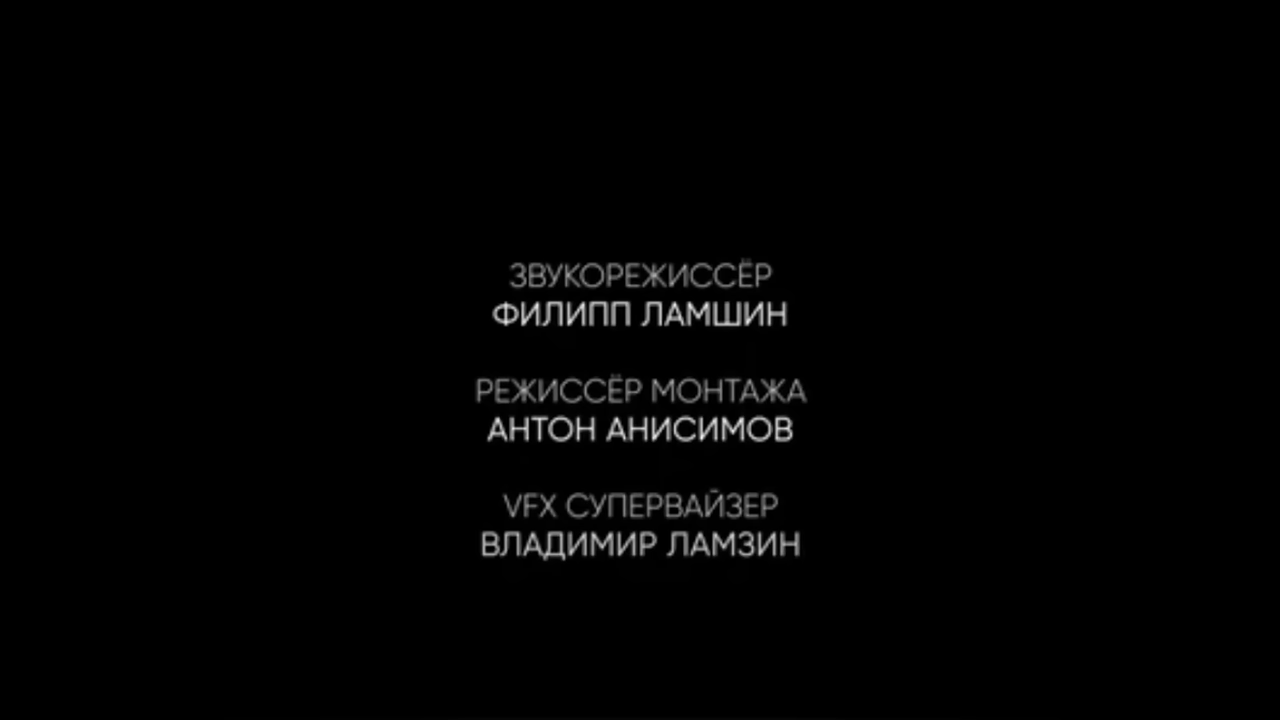 ЗВУКОРЕЖИССЁР
ФИЛИПП ЛАМШИН
РЕЖИССЁР МОНТАЖА
АНТОН АНИСИМОВ
VFX СУПЕРВАЙЗЕР
ВЛАДИМИР ЛАМЗИН